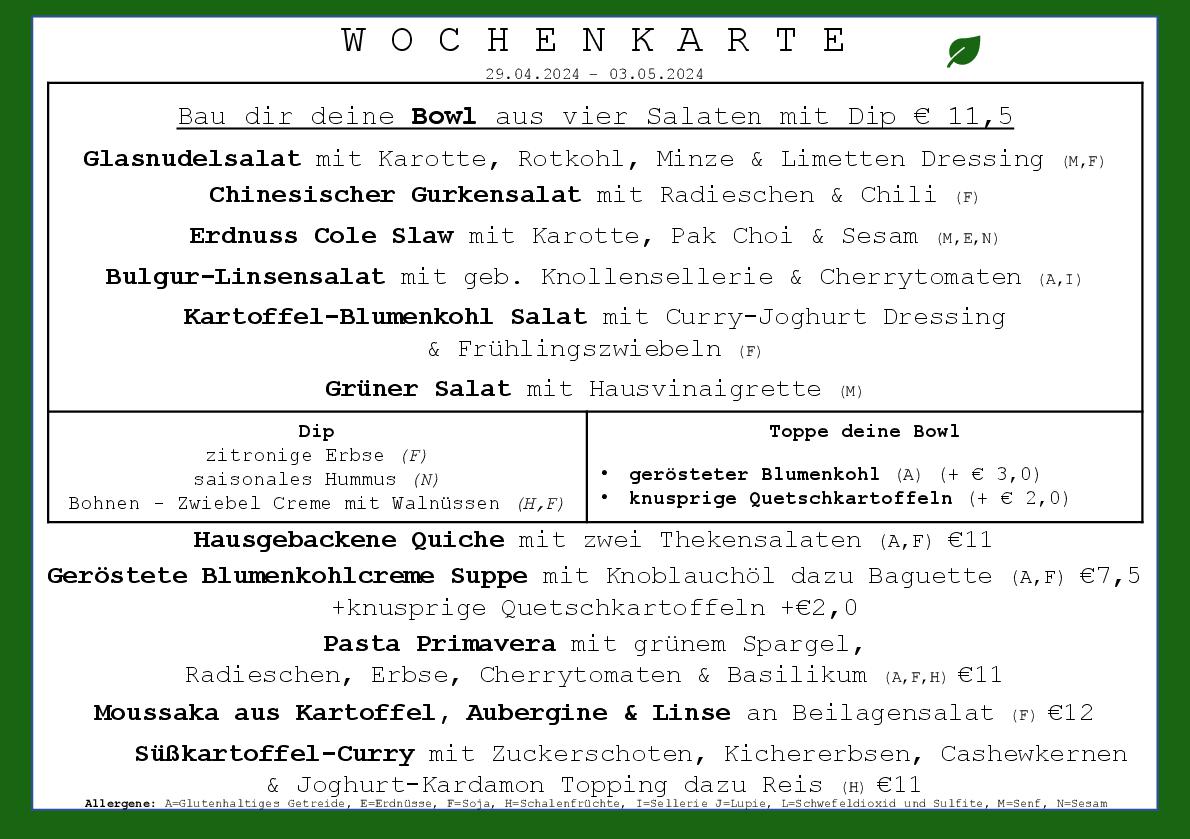 WOCHENKARTE
29.04.2024 – 03.05.2024
Bau dir deine Bowl aus vier Salaten mit Dip € 11,5
Glasnudelsalat mit Karotte, Rotkohl, Minze & Limetten Dressing (M,F)
Chinesischer Gurkensalat mit Radieschen & Chili (F)
Erdnuss Cole Slaw mit Karotte, Pak Choi & Sesam (M,E,N)
Bulgur-Linsensalat mit geb. Knollensellerie & Cherrytomaten (A,I)
Kartoffel-Blumenkohl Salat mit Curry-Joghurt Dressing
& Frühlingszwiebeln (F)
Grüner Salat mit Hausvinaigrette (M)
Dip
zitronige Erbse (F)
saisonales Hummus (N)
Bohnen – Zwiebel Creme mit Walnüssen (H,F)
Toppe deine Bowl
• gerösteter Blumenkohl (A) (+ € 3,0)
• knusprige Quetschkartoffeln (+ € 2,0)
Hausgebackene Quiche mit zwei Thekensalaten (A,F) €11
Geröstete Blumenkohlcreme Suppe mit Knoblauchöl dazu Baguette (A,F) €7,5
+knusprige Quetschkartoffeln +€2,0
Pasta Primavera mit grünem Spargel,
Radieschen, Erbse, Cherrytomaten & Basilikum (A,F,H) €11
Moussaka aus Kartoffel, Aubergine & Linse an Beilagensalat (F) €12
Süßkartoffel-Curry mit Zuckerschoten, Kichererbsen, Cashewkernen
& Joghurt-Kardamon Topping dazu Reis (H) €11
Allergene: A=Glutenhaltiges Getreide, E=Erdnüsse, F=Soja, H=Schalenfrüchte, I=Sellerie J=Lupie, L=Schwefeldioxid und Sulfite, M=Senf, N=Sesam